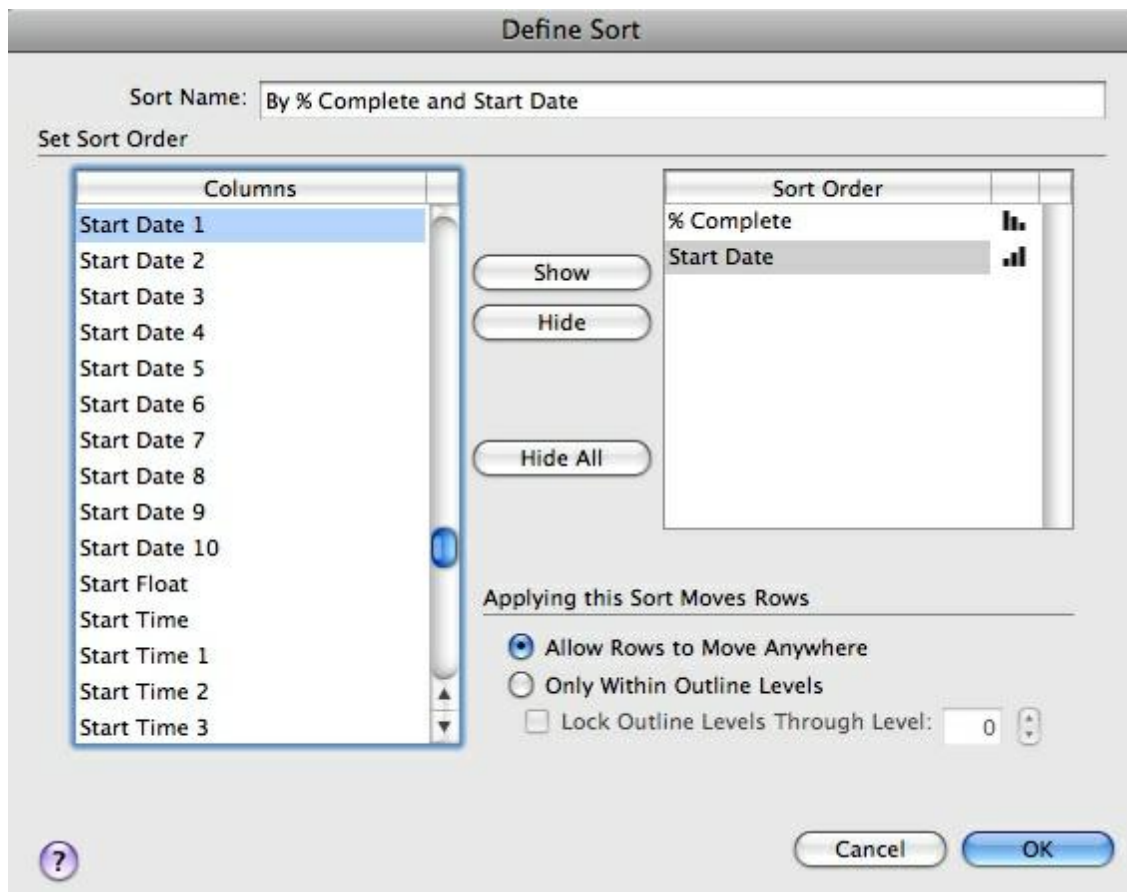 Define Sort
Sort Name: By % Complete and Start Date
Set Sort Order
Columns
Start Date 1
Start Date 2
Start Date 3
Start Date 4
Start Date 5
Start Date 6
Start Date 7
Start Date 8
Start Date 9
Start Date 10
Start Float
Start Time
Start Time 1
Start Time 2
Start Time 3
Show
Hide
Hide All
Sort Order
% Complete
Start Date
Applying this Sort Moves Rows
Allow Rows to Move Anywhere
Only Within Outline Levels
Lock Outline Levels Through Level: 0
?
Cancel
OK